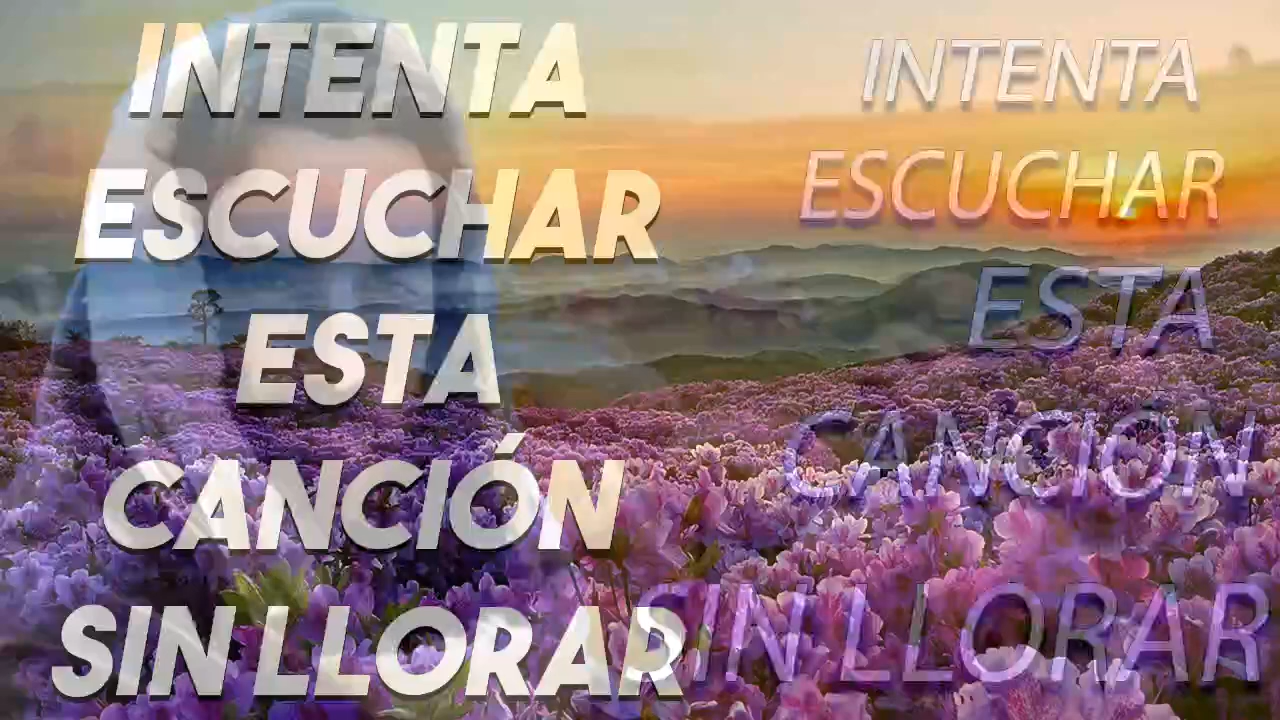 INTENTA
ESCUCHAR
ESTA
CANCIÓN
SIN LLORAR
INTENTA
ESCUCHAR
ESTA
CANCIÓN
SIN LLORAR